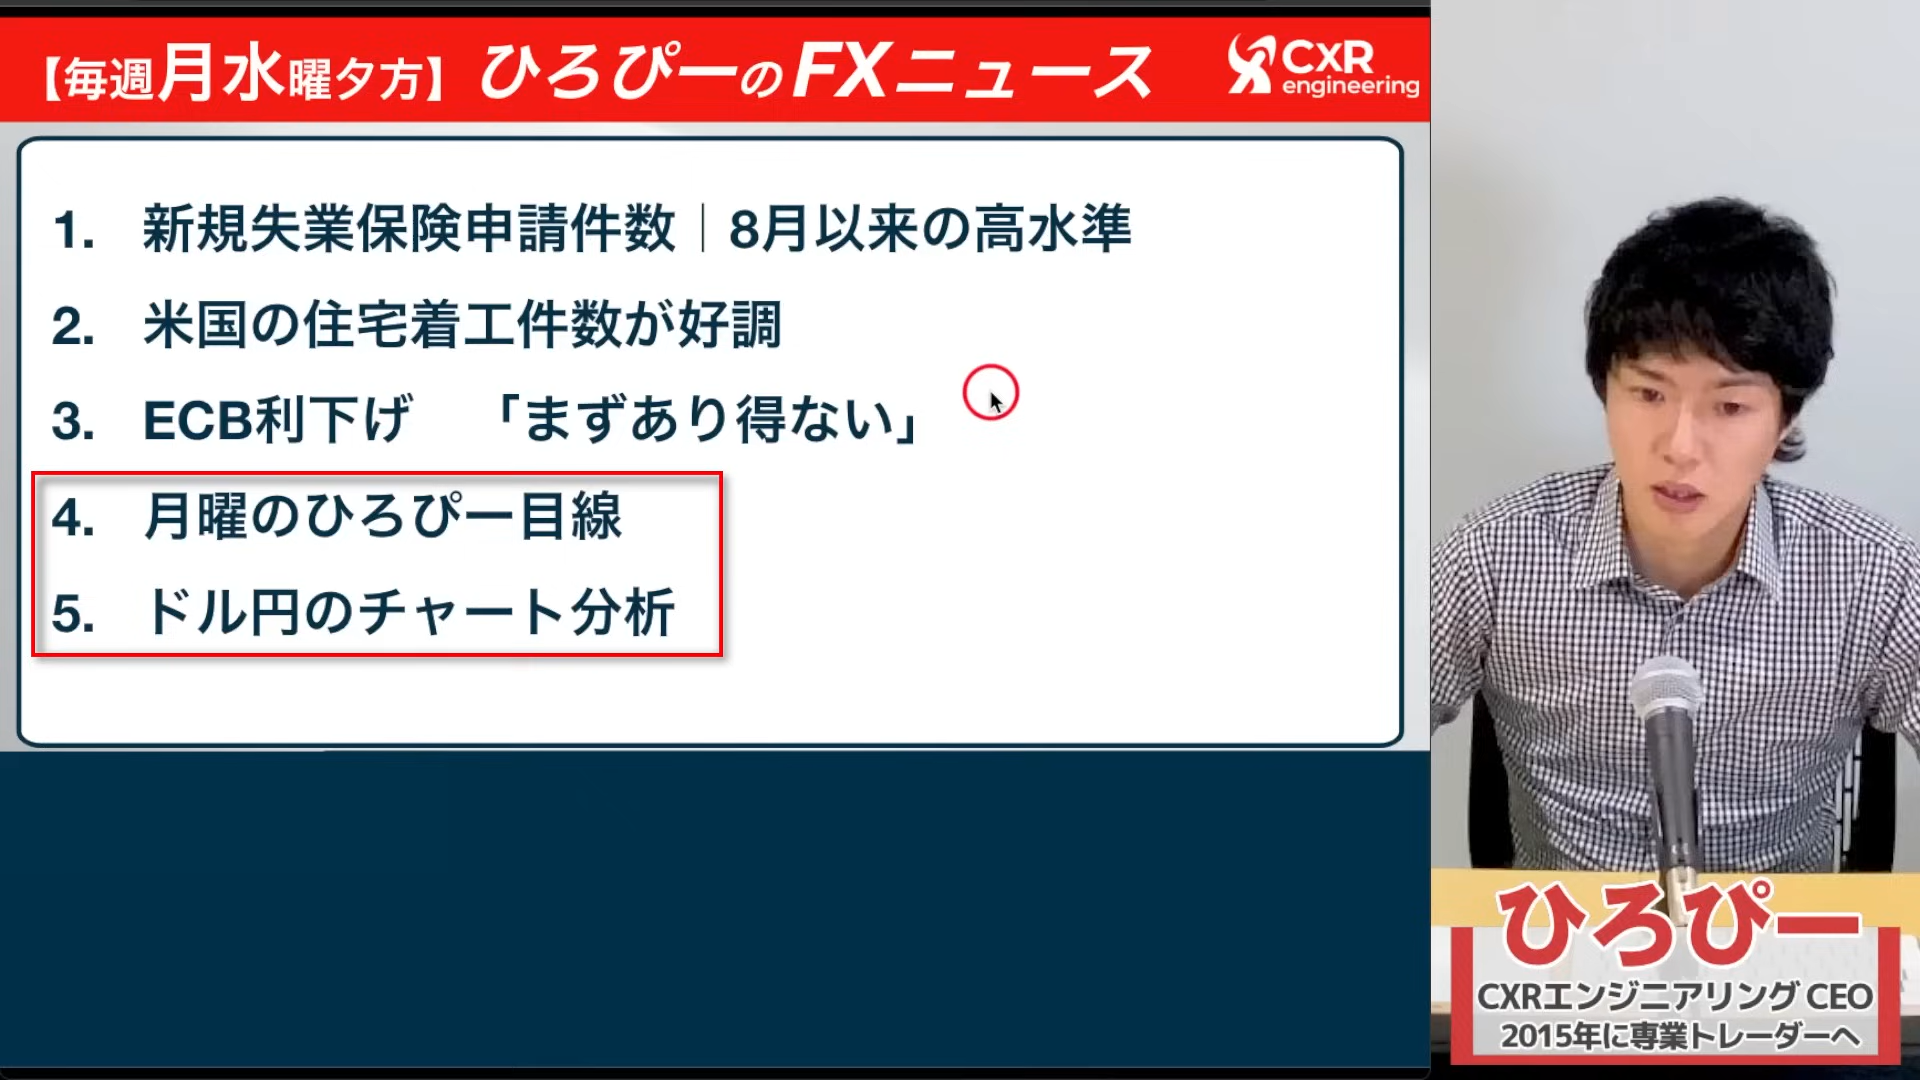 【毎週月水曜夕方】ひろぴーのFXニュース
CXR
engineering
1. 新規失業保険申請件数｜8月以来の高水準
2. 米国の住宅着工件数が好調
3. ECB利下げ 「まずあり得ない」
4. 月曜のひろぴー目線
5. ドル円のチャート分析
ひろぴー
CXRエンジニアリング CEO
2015年に専業トレーダーへ